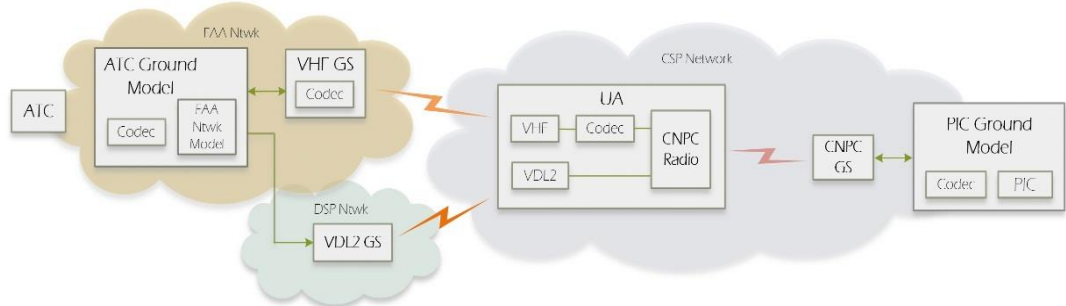 FAA Ntwk
ATC Ground
Model
VHF GS
Codec
ATC
Codec
FAA
Ntwk
Model
DSP Ntwk
VDL2 GS
CSP Network
UA
VHF
Codec
CNPC
Radio
VDL2
CNPC
GS
PIC Ground
Model
Codec
PIC